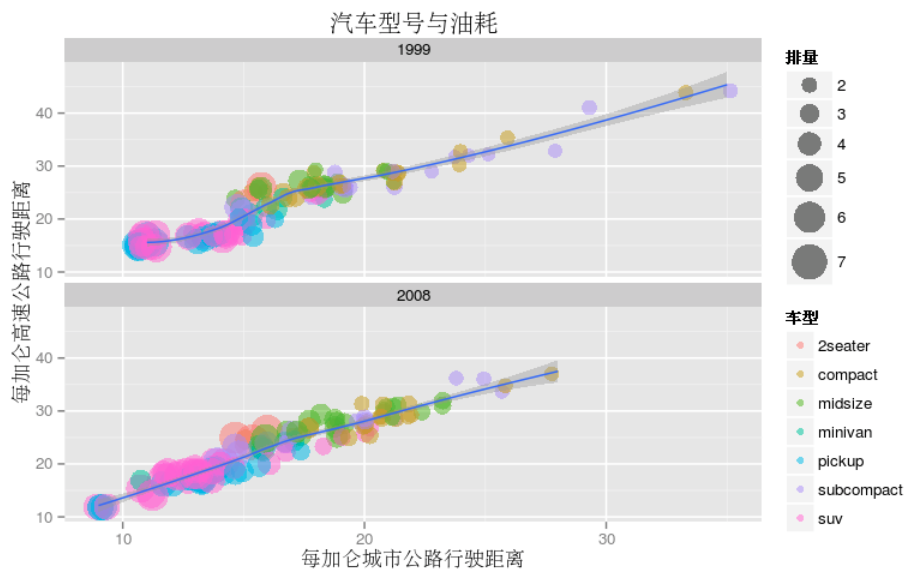 汽车型号与油耗
1999
40
30
20
10
2008
40
30
20
10
10
20
30
每加仑城市公路行驶距离
每加仑高速公路行驶距离
排量
2
3
4
5
6
7
车型
2seater
compact
midsize
minivan
pickup
subcompact
suv